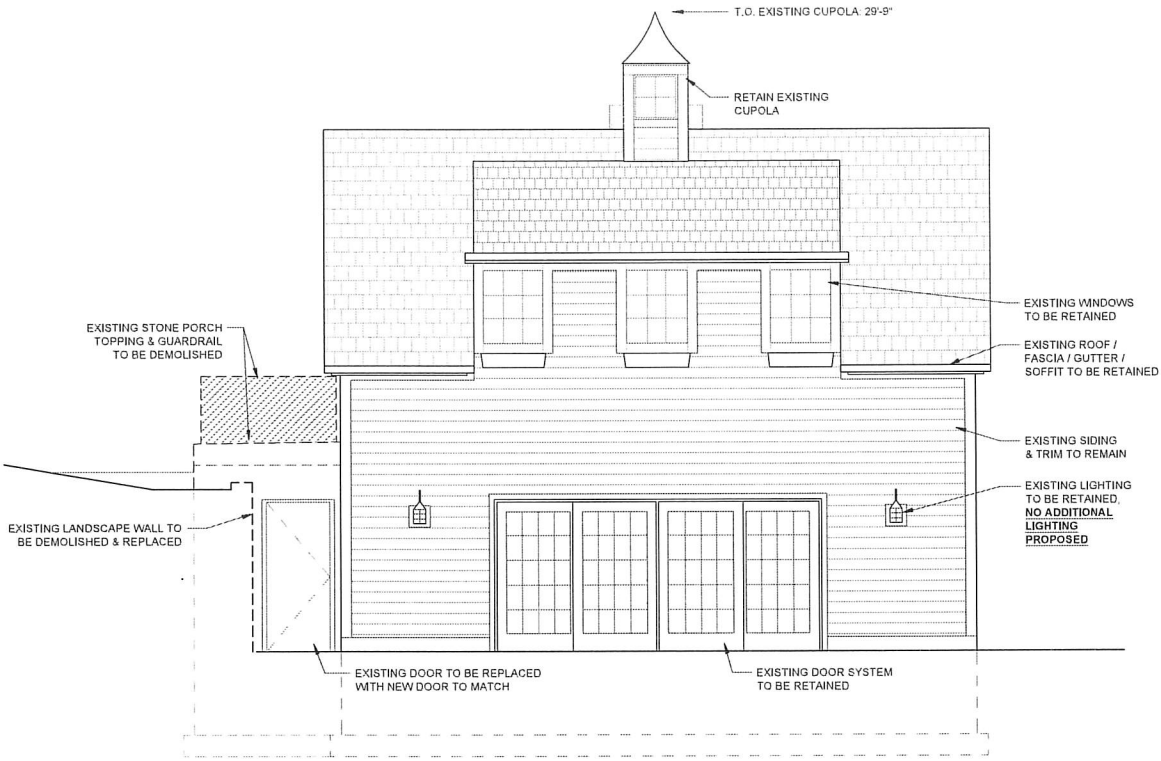 T.O. EXISTING CUPOLA: 29'-9"
RETAIN EXISTING
CUPOLA
EXISTING WINDOWS
TO BE RETAINED
EXISTING STONE PORCH
TOPPING & GUARDRAIL
TO BE DEMOLISHED
EXISTING ROOF /
FASCIA / GUTTER /
SOFFIT TO BE RETAINED
EXISTING SIDING
& TRIM TO REMAIN
EXISTING LIGHTING
TO BE RETAINED,
NO ADDITIONAL
LIGHTING
PROPOSED
EXISTING LANDSCAPE WALL TO
BE DEMOLISHED & REPLACED
EXISTING DOOR TO BE REPLACED
WITH NEW DOOR TO MATCH
EXISTING DOOR SYSTEM
TO BE RETAINED